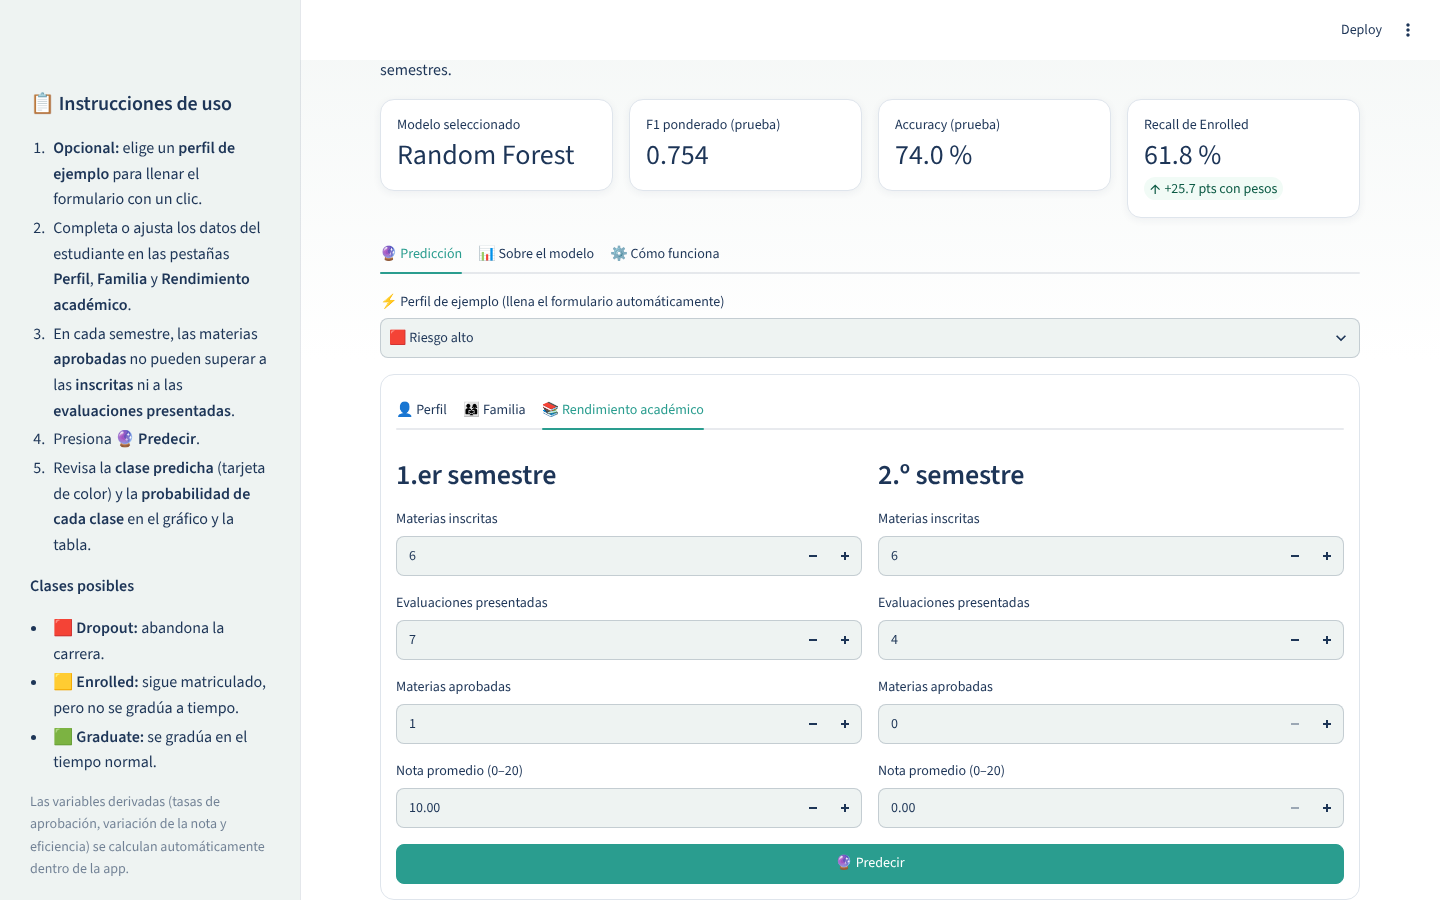 Deploy
📋 Instrucciones de uso
1. Opcional: elige un perfil de
ejemplo para llenar el
formulario con un clic.
2. Completa o ajusta los datos del
estudiante en las pestañas
Perfil, Familia y Rendimiento
académico.
3. En cada semestre, las materias
aprobadas no pueden superar a
las inscritas ni a las
evaluaciones presentadas.
4. Presiona 🔮 Predecir.
5. Revisa la clase predicha (tarjeta
de color) y la probabilidad de
cada clase en el gráfico y la
tabla.
Clases posibles
• 🟥 Dropout: abandona la
carrera.
• 🟨 Enrolled: sigue matriculado,
pero no se gradúa a tiempo.
• 🟩 Graduate: se gradúa en el
tiempo normal.
Las variables derivadas (tasas de
aprobación, variación de la nota y
eficiencia) se calculan automáticamente
dentro de la app.
semestres.
Modelo seleccionado
Random Forest
F1 ponderado (prueba)
0.754
Accuracy (prueba)
74.0 %
Recall de Enrolled
61.8 %
↑ +25.7 pts con pesos
🔮 Predicción 📊 Sobre el modelo ⚙️ Cómo funciona
⚡ Perfil de ejemplo (llena el formulario automáticamente)
🟥 Riesgo alto
👤 Perfil 👨‍👩‍👧 Familia 📚 Rendimiento académico
1.er semestre
Materias inscritas
6
Evaluaciones presentadas
7
Materias aprobadas
1
Nota promedio (0–20)
10.00
2.º semestre
Materias inscritas
6
Evaluaciones presentadas
4
Materias aprobadas
0
Nota promedio (0–20)
0.00
🔮 Predecir